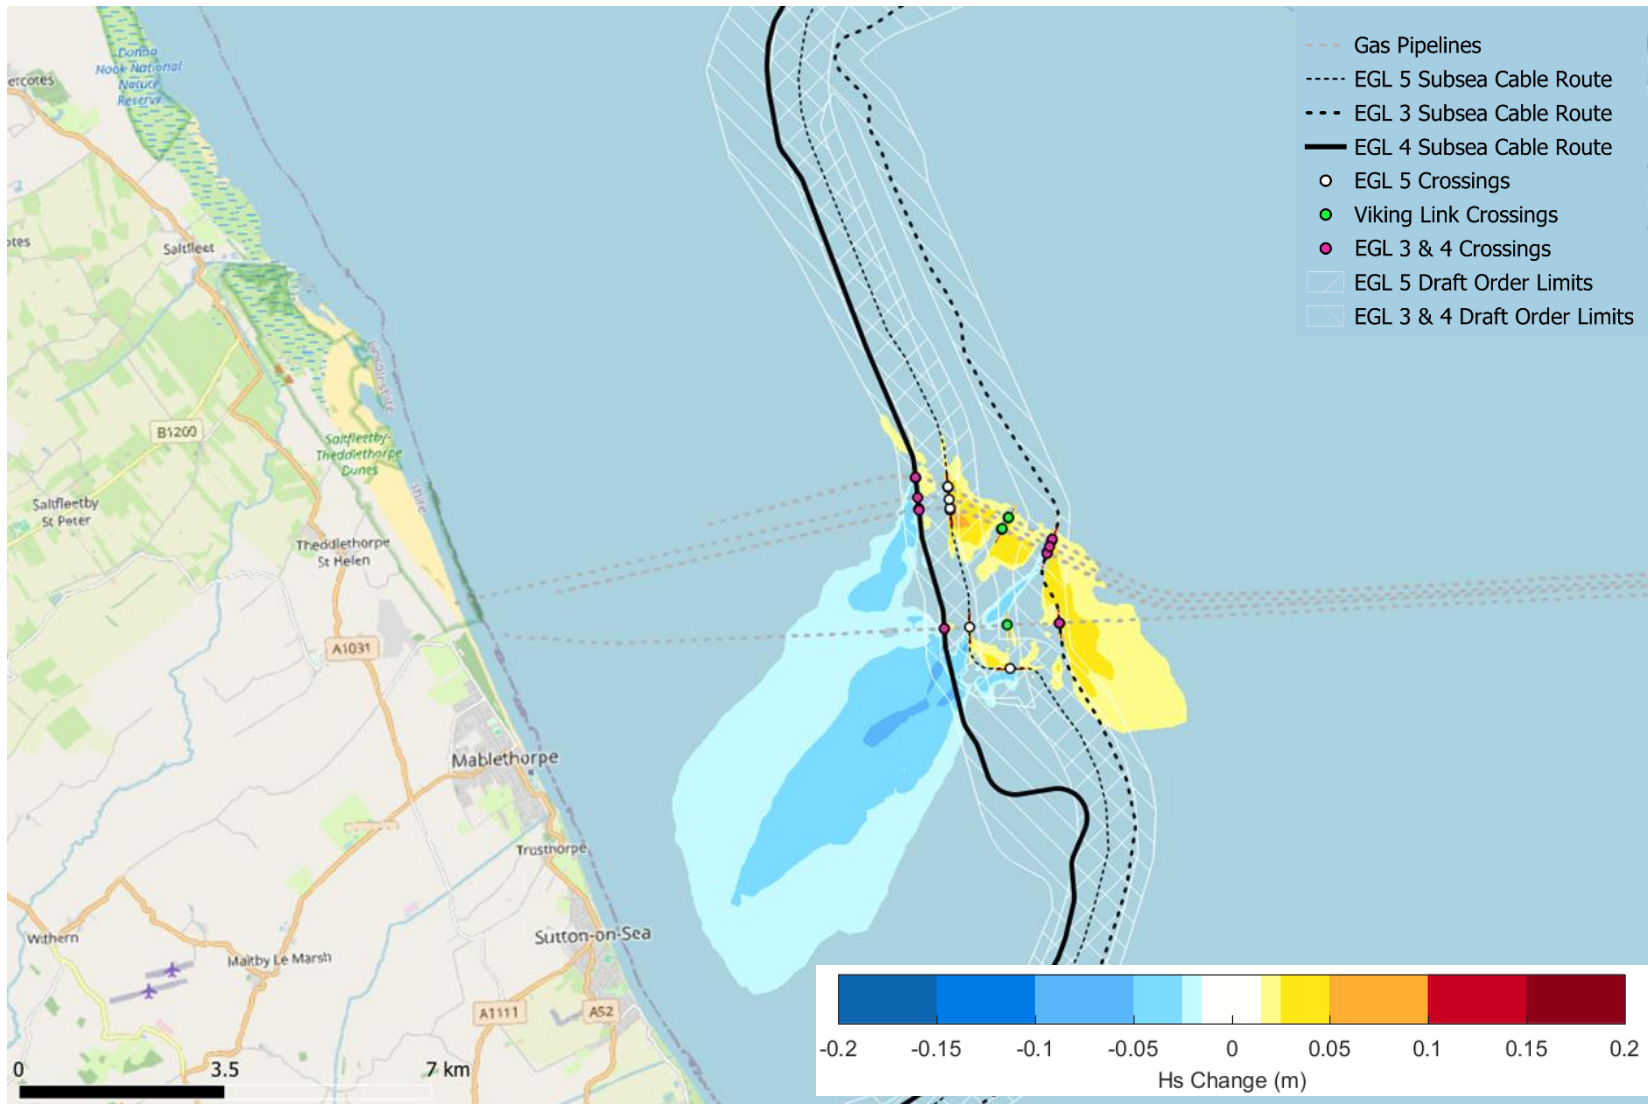 Donna
Nook National
Nature
Reserve
ercotes
otes
Saltfleet
B1200
Saltfleetby-
Theddlethorpe
Dunes
Lincolnshire
shire
Saltfleetby
St Peter
Theddlethorpe
St Helen
A1031
Mablethorpe
Trusthorpe
Sutton-on-Sea
Withern
Maltby Le Marsh
A1111
A52
0 3.5 7 km
Gas Pipelines
EGL 5 Subsea Cable Route
EGL 3 Subsea Cable Route
EGL 4 Subsea Cable Route
EGL 5 Crossings
Viking Link Crossings
EGL 3 & 4 Crossings
EGL 5 Draft Order Limits
EGL 3 & 4 Draft Order Limits
-0.2 -0.15 -0.1 -0.05 0 0.05 0.1 0.15 0.2
Hs Change (m)